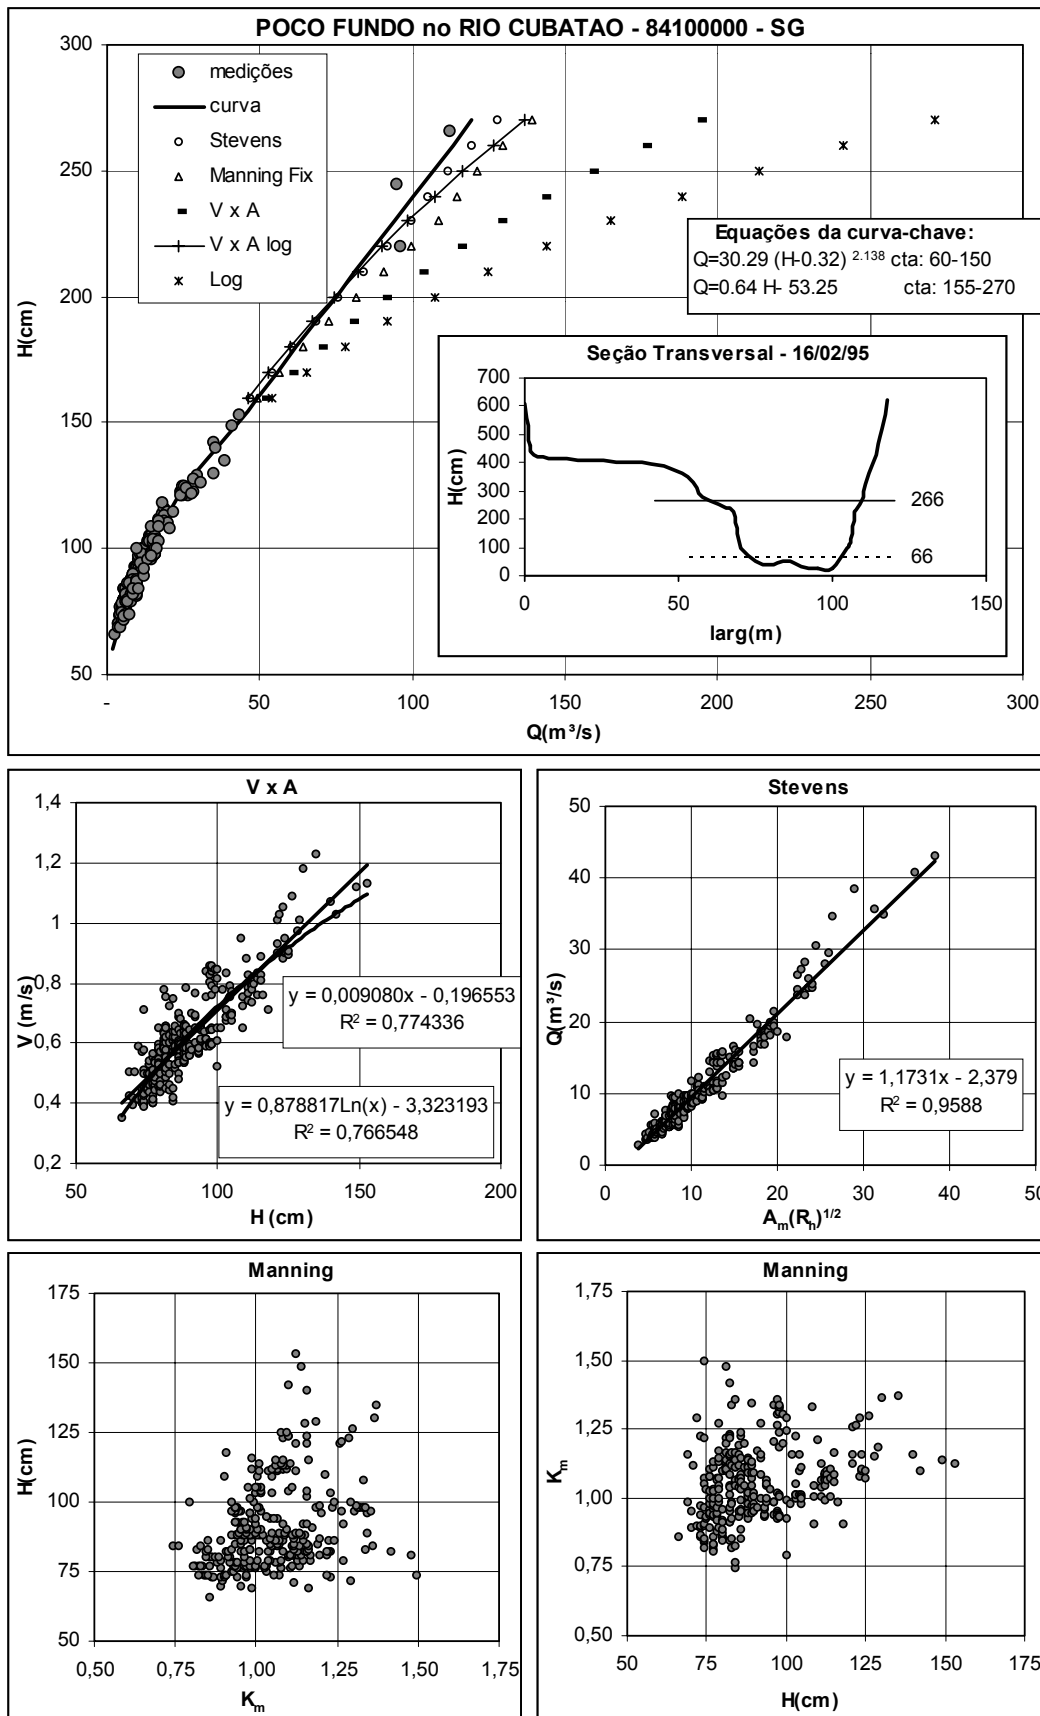 POCO FUNDO no RIO CUBATAO - 84100000 - SG
300
250
200
150
100
50
H(cm)
medições
curva
Stevens
Manning Fix
V x A
V x A log
Log
Equações da curva-chave:
Q=30.29 (H-0.32) 2.138 cta: 60-150
Q=0.64 H- 53.25 cta: 155-270
Seção Transversal - 16/02/95
700
600
500
400
300
200
100
0
H(cm)
266
66
0 50 100 150
larg(m)
- 50 100 150 200 250 300
Q(m³/s)
V x A
1,4
1,2
1
0,8
0,6
0,4
0,2
V (m/s)
y = 0,009080x - 0,196553
R² = 0,774336
y = 0,878817Ln(x) - 3,323193
R² = 0,766548
50 100 150 200
H (cm)
Stevens
50
40
30
20
10
0
Q(m³/s)
y = 1,1731x - 2,379
R² = 0,9588
0 10 20 30 40 50
Am(Rh)1/2
Manning
175
150
125
100
75
50
H(cm)
0,50 0,75 1,00 1,25 1,50 1,75
Km
Manning
1,75
1,50
1,25
1,00
0,75
0,50
Km
50 75 100 125 150 175
H(cm)